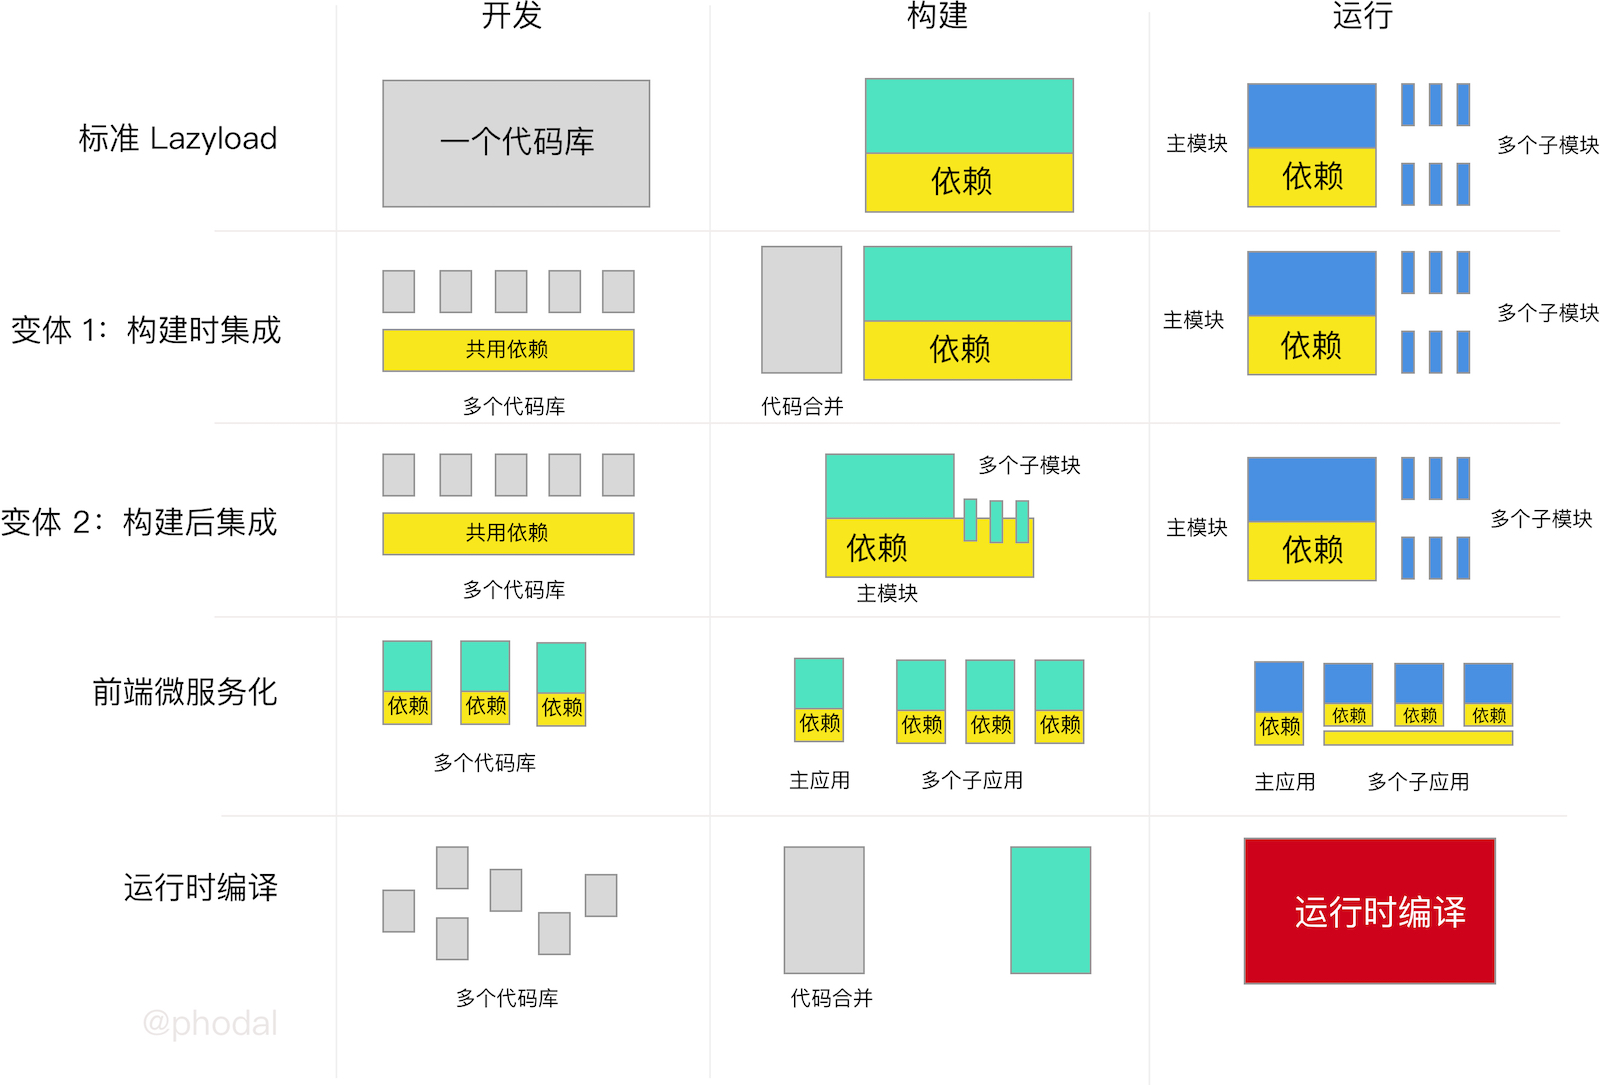 开发
构建
运行
标准 Lazyload
一个代码库
依赖
主模块
依赖
多个子模块
变体 1：构建时集成
共用依赖
多个代码库
依赖
代码合并
主模块
依赖
多个子模块
变体 2：构建后集成
共用依赖
多个代码库
多个子模块
依赖
主模块
主模块
依赖
多个子模块
前端微服务化
依赖
依赖
依赖
多个代码库
依赖
依赖
依赖
依赖
主应用
多个子应用
依赖
依赖
依赖
依赖
主应用
多个子应用
运行时编译
多个代码库
代码合并
运行时编译
@phodal